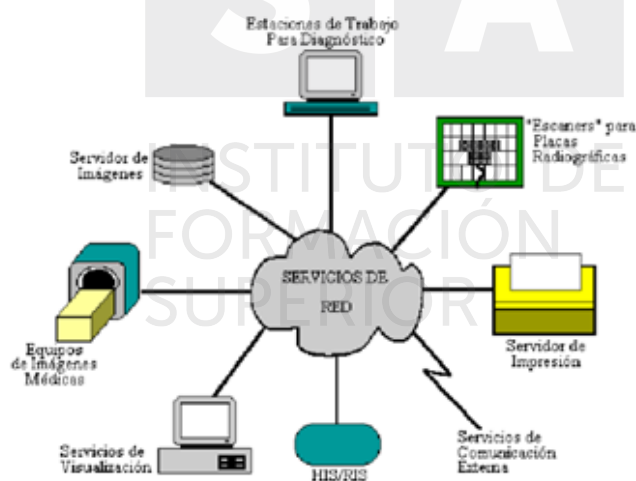 Estaciones de Trabajo
Para Diagnóstico
"Escaners" para
Placas
Radiográficas
Servidor de
Imágenes
INSTITUTO DE
FORMACIÓN
SUPERIOR
SERVICIOS DE
RED
Equipos
de Imágenes
Médicas
Servidor de
Impresión
Servicios de
Visualización
HIS/RIS
Servicios de
Comunicación
Externa